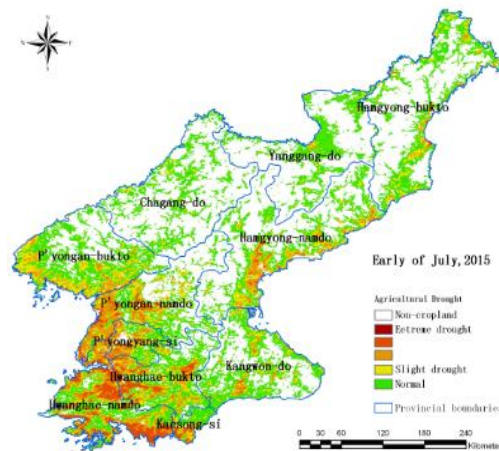 Hamgyong-bukto
Yanggang-do
Chagang-do
Hamgyong-namdo
P'yongan-bukto
Early of July,2015
P'yongan-namdo
Agricultural Drought
Non-cropland
Extreme drought
P'yongyang-si
Kangwon-do
Slight drought
Hwanghae-bukto
Normal
Hwanghae-namdo
Kaesong-si
Provincial boundaries
0 30 60 120 180 240
Kilometer